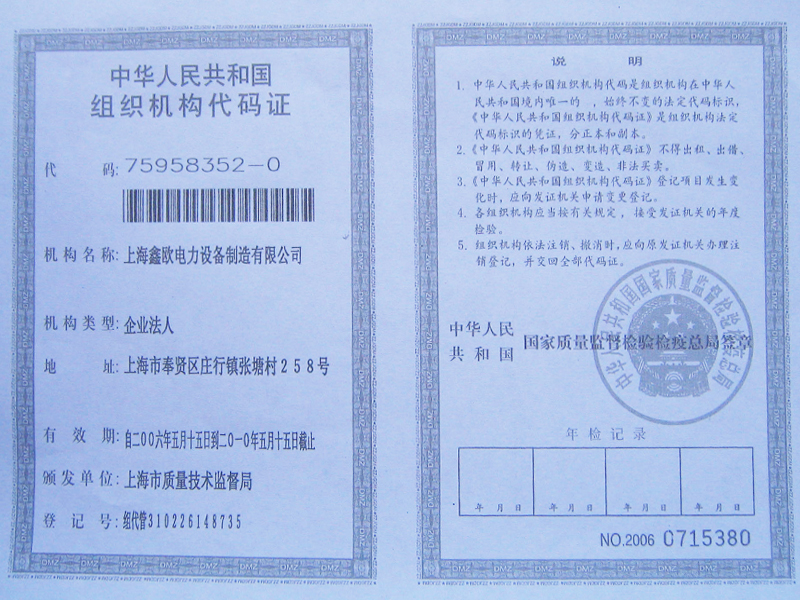 中华人民共和国
组织机构代码证
代 码: 75958352-0
机构名称: 上海鑫欧电力设备制造有限公司
机构类型: 企业法人
地 址: 上海市奉贤区庄行镇张塘村258号
有 效 期: 自二00六年五月十五日到二0一0年五月十五日截止
颁发单位: 上海市质量技术监督局
登 记 号: 组代管310226148735
说 明
1. 中华人民共和国组织机构代码是组织机构在中华人
民共和国境内唯一的 ，始终不变的法定代码标识，
《中华人民共和国组织机构代码证》是组织机构法定
代码标识的凭证，分正本和副本。
2.《中华人民共和国组织机构代码证》不得出租、出借、
冒用、转让、伪造、变造、非法买卖。
3.《中华人民共和国组织机构代码证》登记项目发生变
化时，应向发证机关申请变更登记。
4. 各组织机构应当按有关规定，接受发证机关的年度
检验。
5. 组织机构依法注销、撤消时，应向原发证机关办理注
销登记，并交回全部代码证。
中华人民
共和国
国家质量监督检验检疫总局签章
中华人民共和国国家质量监督检验检疫总局
年检记录
年 月 日 年 月 日 年 月 日 年 月 日
NO.2006 0715380